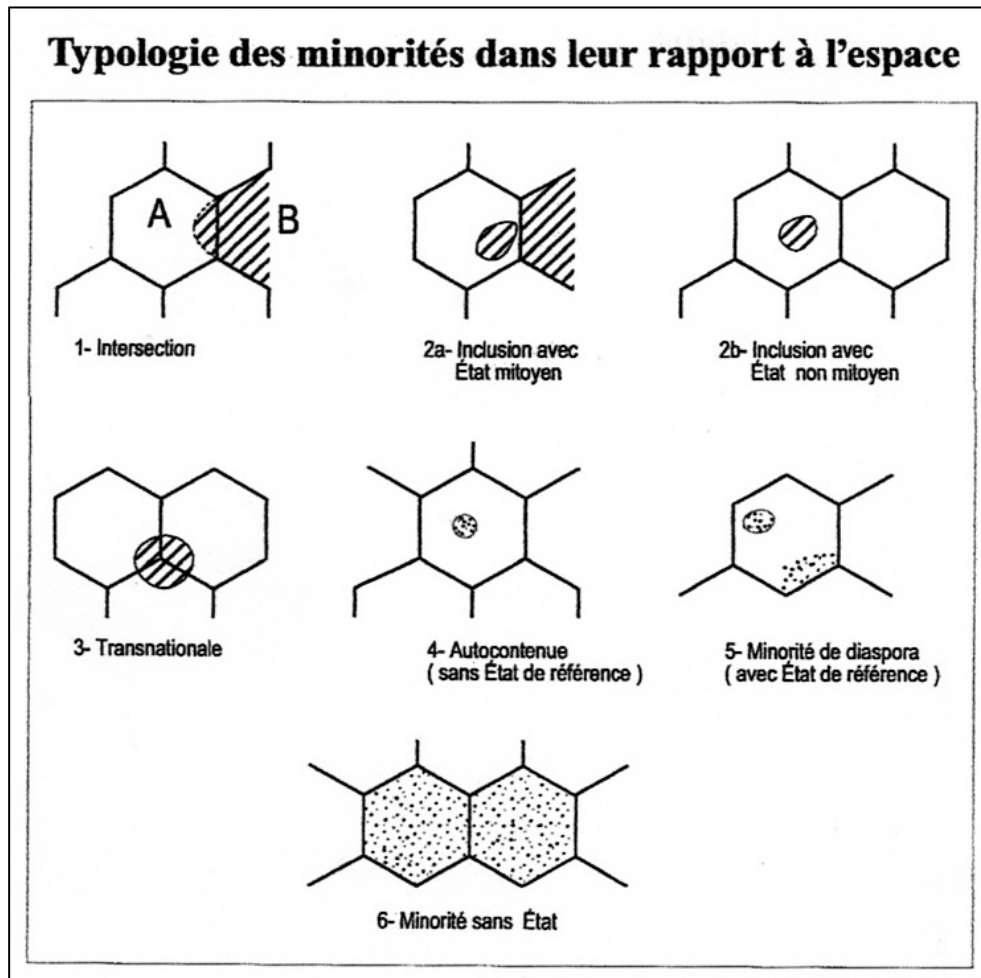 Typologie des minorités dans leur rapport à l'espace
A
B
1- Intersection
2a- Inclusion avec
État mitoyen
2b- Inclusion avec
État non mitoyen
3- Transnationale
4- Autocontenue
( sans État de référence )
5- Minorité de diaspora
( avec État de référence )
6- Minorité sans État